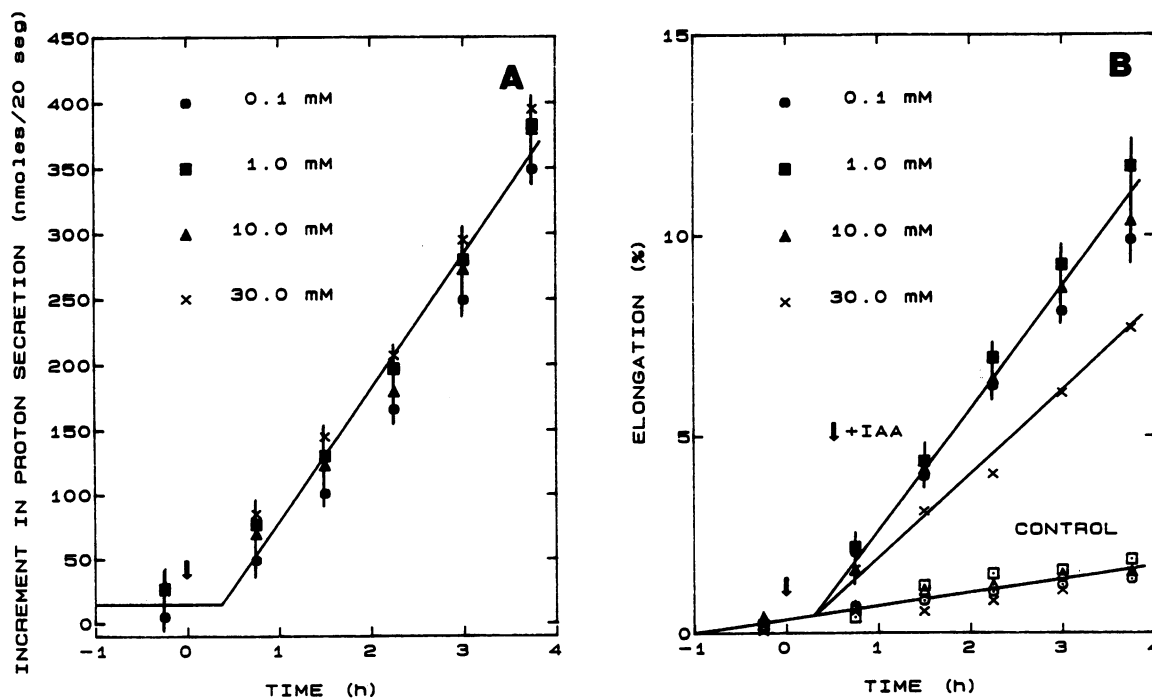 A
INCREMENT IN PROTON SECRETION (nmoles/20 seg)
450
400
350
300
250
200
150
100
50
0
0.1 mM
1.0 mM
10.0 mM
30.0 mM
-1
0
1
2
3
4
TIME (h)
B
ELONGATION (%)
15
10
5
0
0.1 mM
1.0 mM
10.0 mM
30.0 mM
+IAA
CONTROL
-1
0
1
2
3
4
TIME (h)